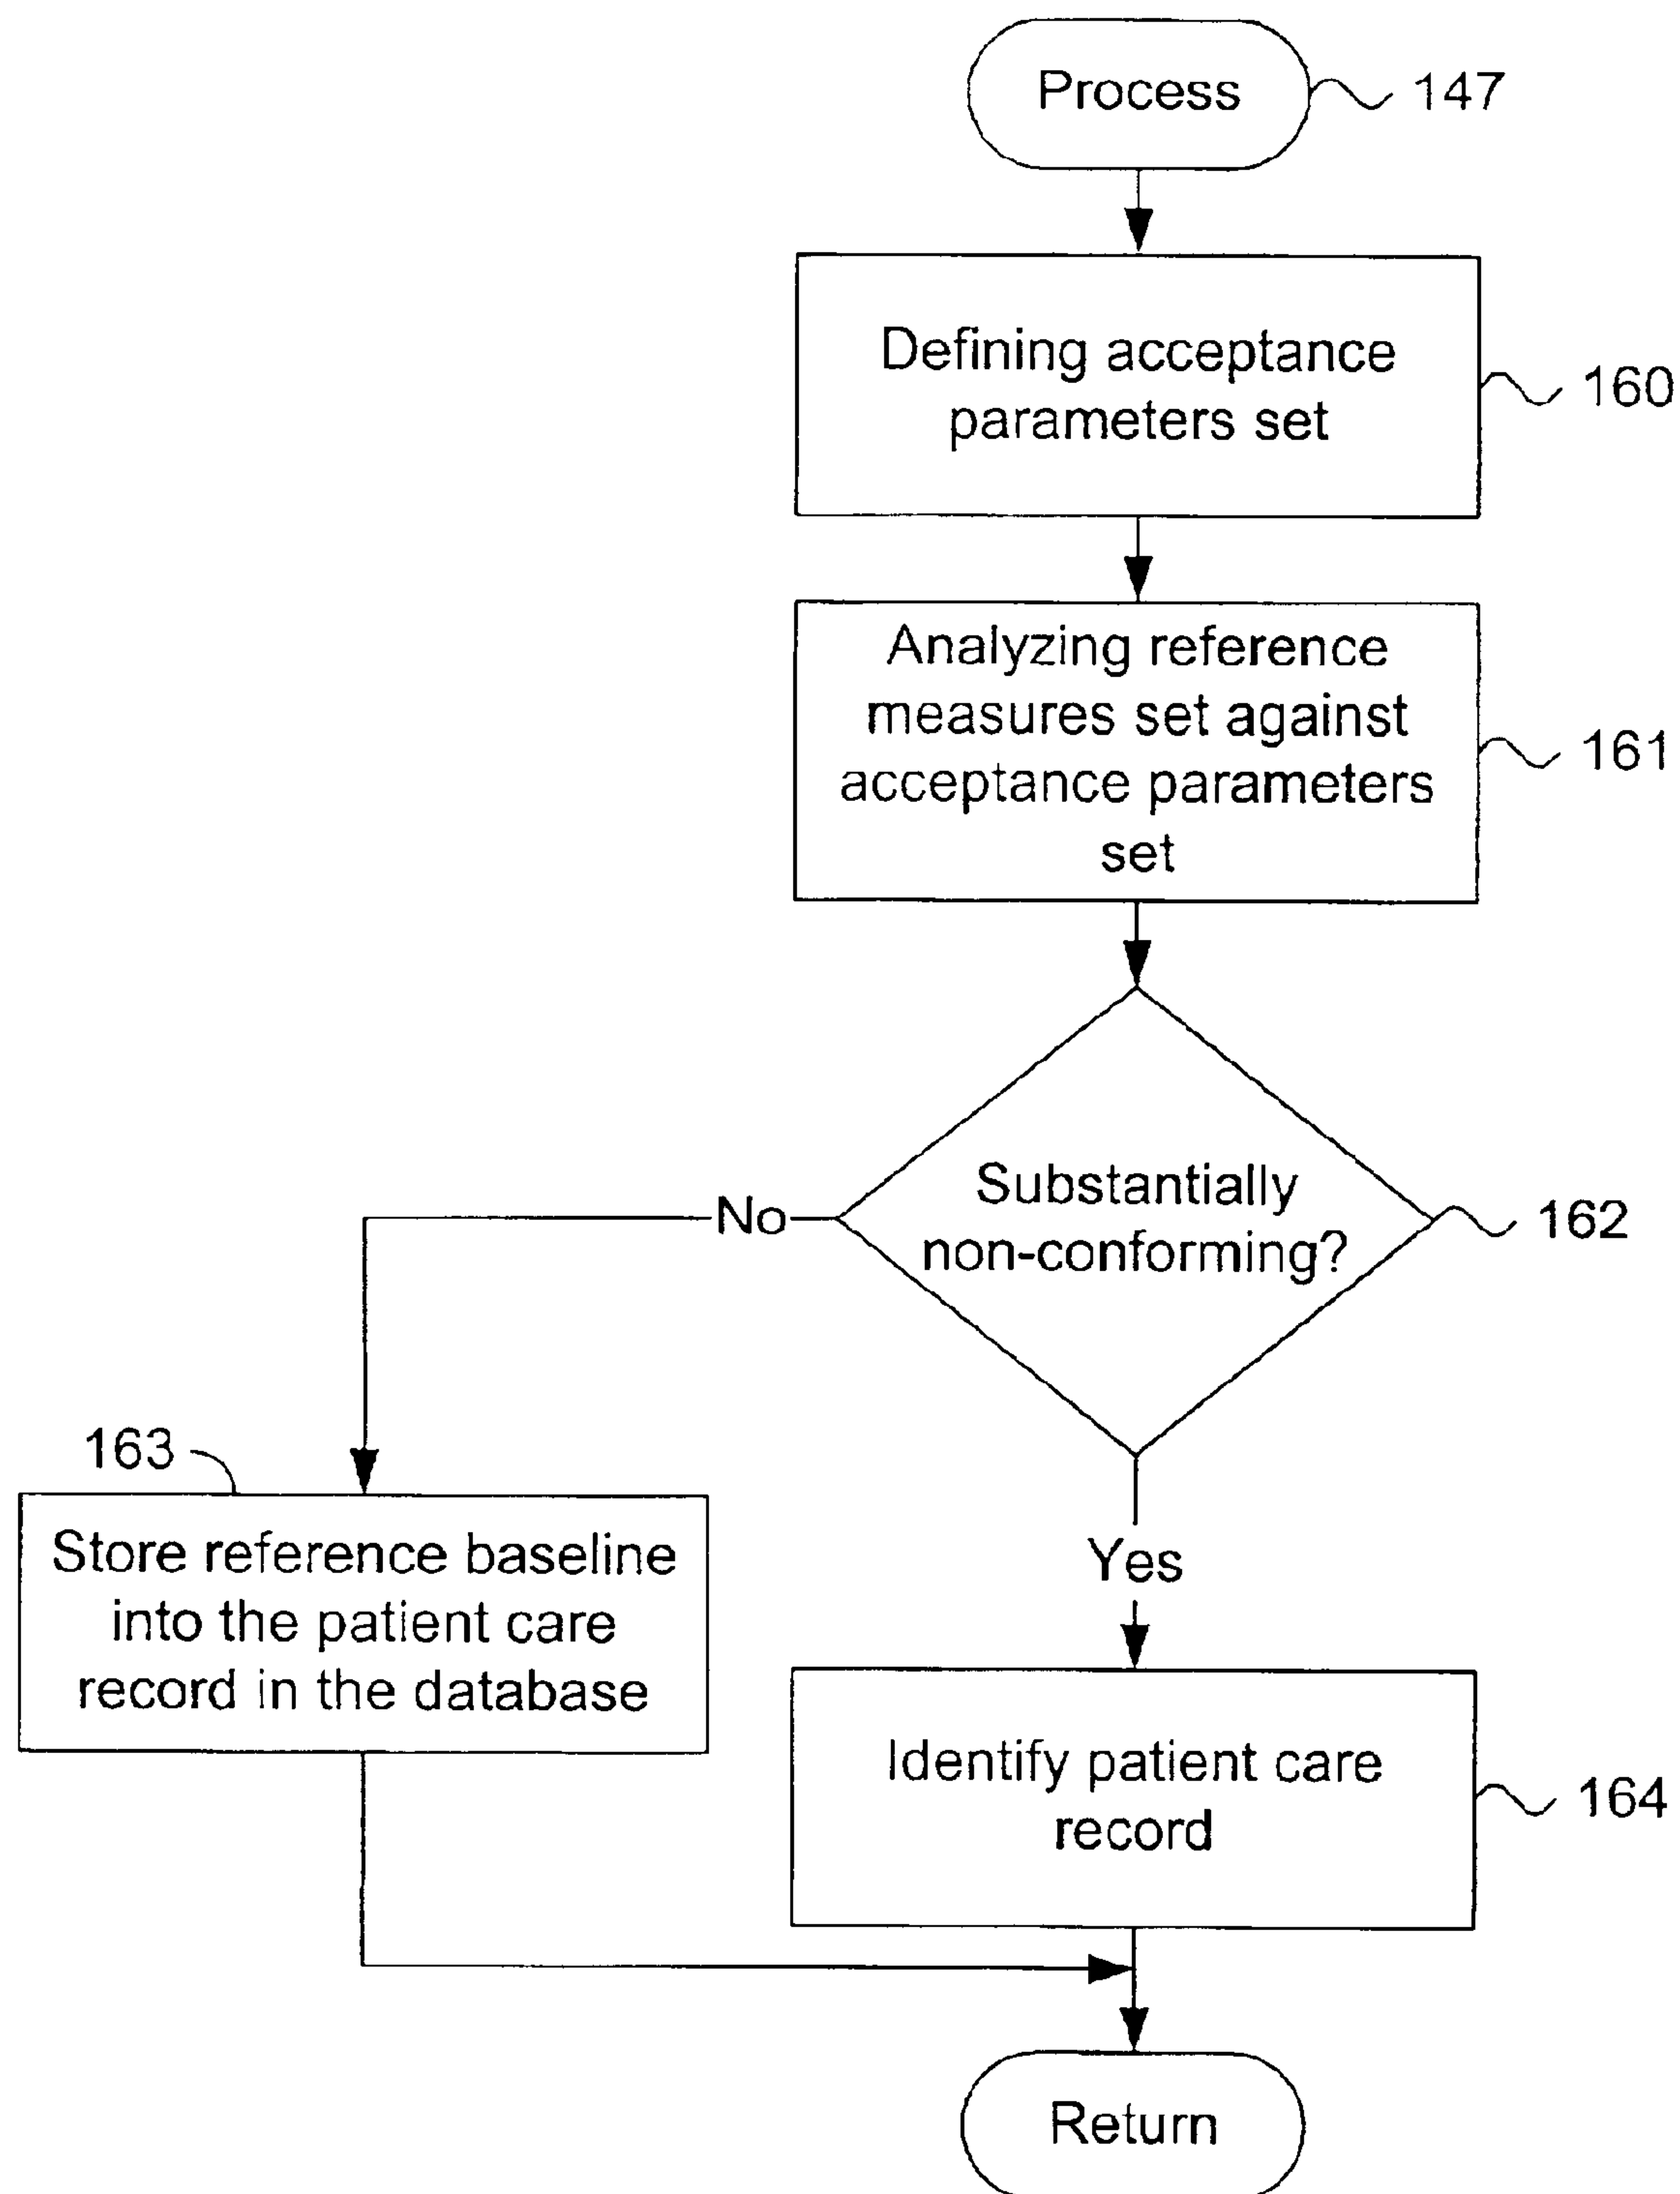 Process
147
Defining acceptance
parameters set
160
Analyzing reference
measures set against
acceptance parameters
set
161
Substantially
non-conforming?
162
No
163
Store reference baseline
into the patient care
record in the database
Yes
Identify patient care
record
164
Return